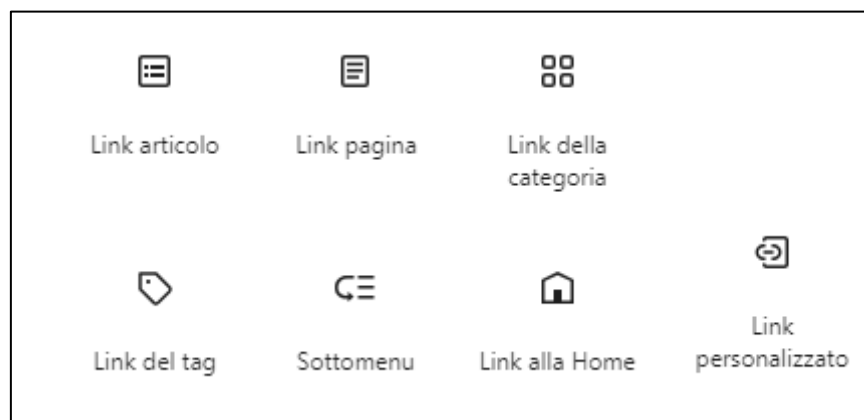 Link articolo
Link pagina
Link della
categoria
Link del tag
Sottomenu
Link alla Home
Link
personalizzato